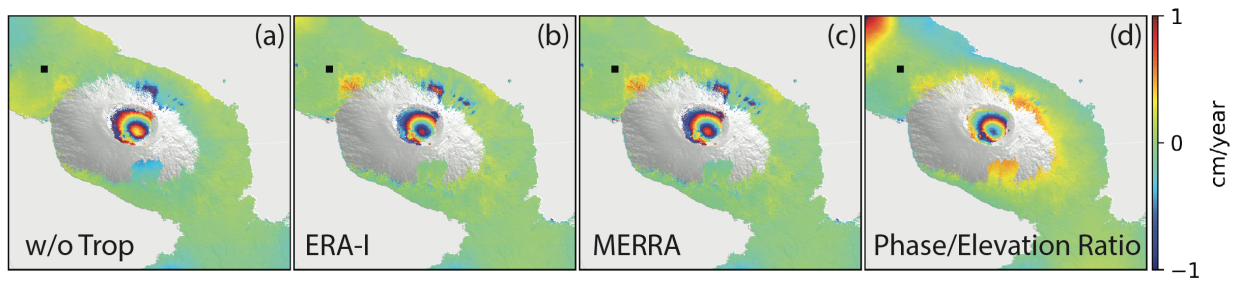 (a)
(b)
(c)
(d)
w/o Trop
ERA-I
MERRA
Phase/Elevation Ratio
1
0
−1
cm/year